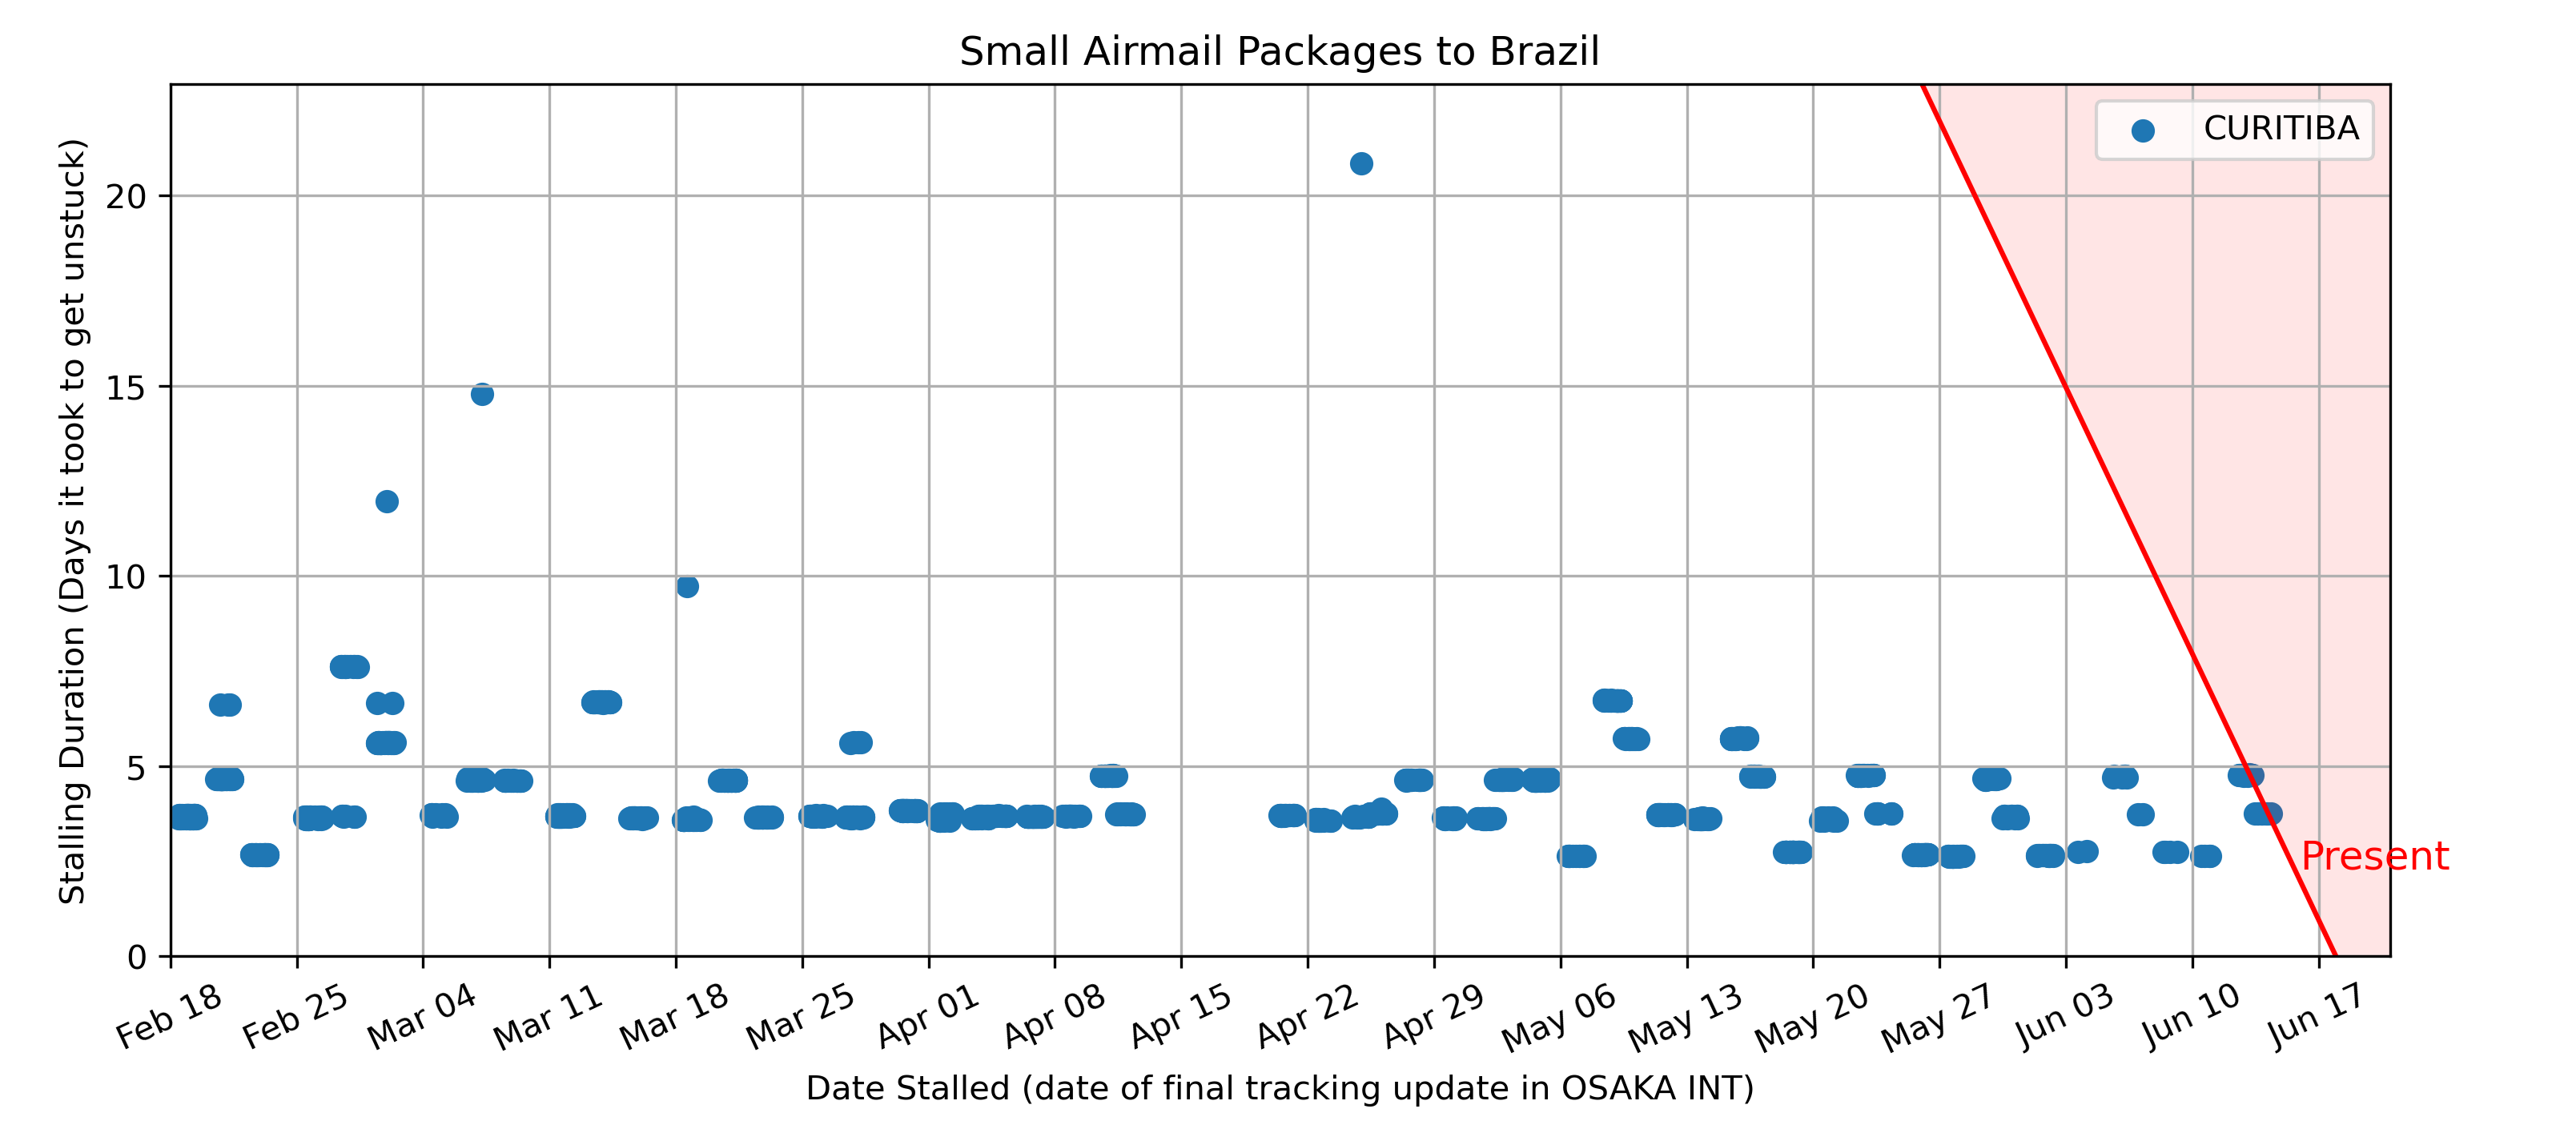 Small Airmail Packages to Brazil
CURITIBA
Stalling Duration (Days it took to get unstuck)
20
15
10
5
0
Present
Feb 18
Feb 25
Mar 04
Mar 11
Mar 18
Mar 25
Apr 01
Apr 08
Apr 15
Apr 22
Apr 29
May 06
May 13
May 20
May 27
Jun 03
Jun 10
Jun 17
Date Stalled (date of final tracking update in OSAKA INT)